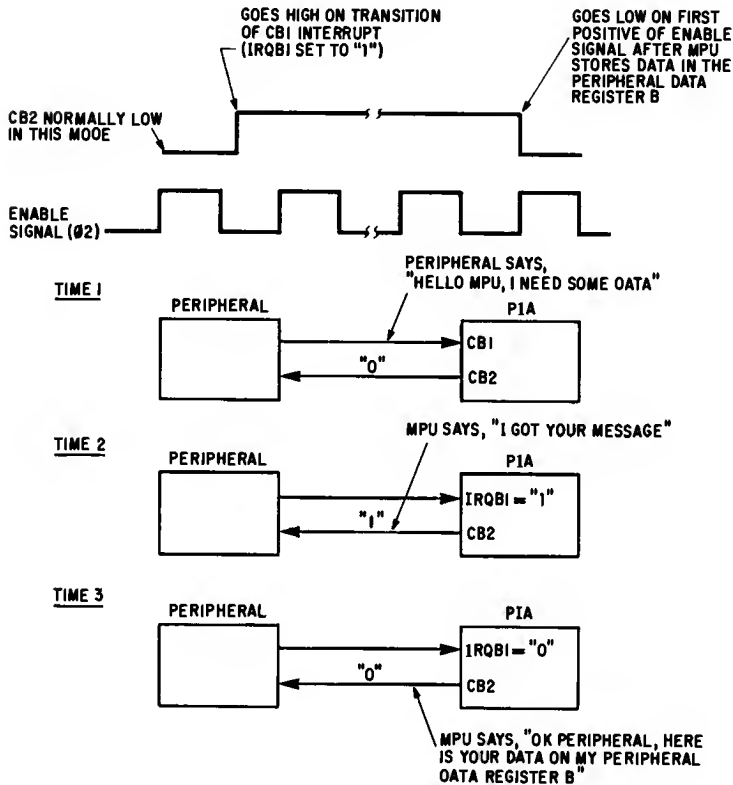 GOES HIGH ON TRANSITION
OF CB1 INTERRUPT
(IRQB1 SET TO "1")
GOES LOW ON FIRST
POSITIVE OF ENABLE
SIGNAL AFTER MPU
STORES DATA IN THE
PERIPHERAL DATA
REGISTER B
CB2 NORMALLY LOW
IN THIS MOOE
ENABLE
SIGNAL (Ø2)
TIME 1
PERIPHERAL SAYS,
"HELLO MPU, I NEED SOME OATA"
PERIPHERAL
P1A
CB1
"0"
CB2
TIME 2
MPU SAYS, "I GOT YOUR MESSAGE"
PERIPHERAL
P1A
IRQB1 = "1"
"1"
CB2
TIME 3
PERIPHERAL
PIA
1RQB1 = "0"
"0"
CB2
MPU SAYS, "OK PERIPHERAL, HERE
IS YOUR DATA ON MY PERIPHERAL
OATA REGISTER B"